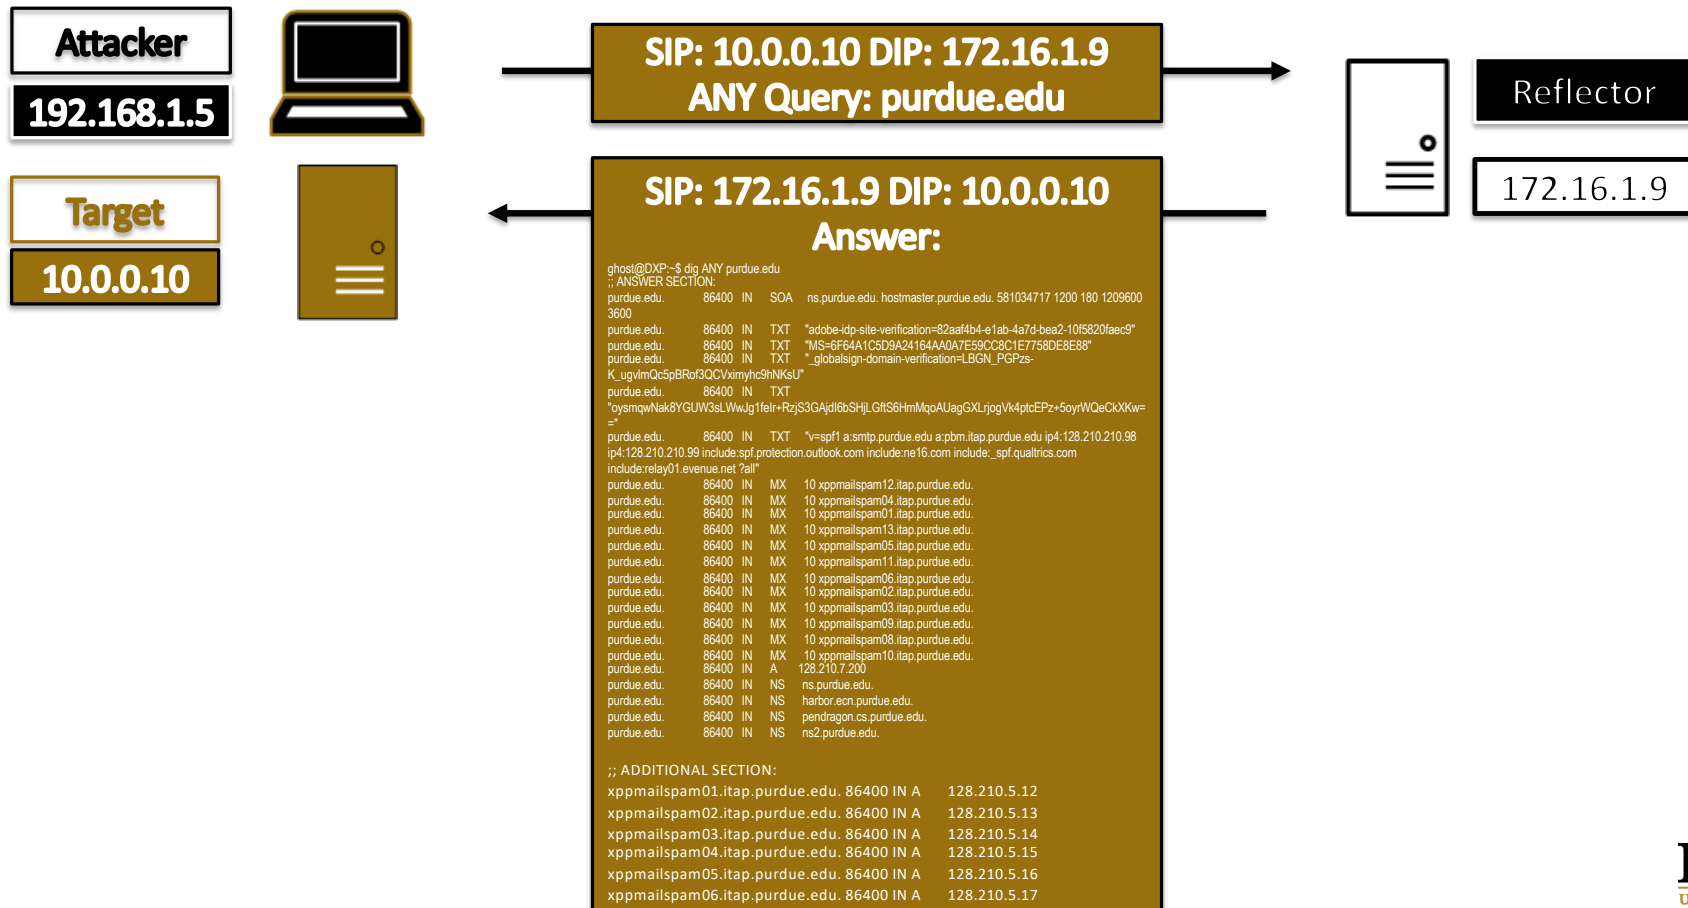 Attacker
192.168.1.5
SIP: 10.0.0.10 DIP: 172.16.1.9
ANY Query: purdue.edu
Reflector
172.16.1.9
Target
10.0.0.10
SIP: 172.16.1.9 DIP: 10.0.0.10
Answer:
ghost@DXP:~$ dig ANY purdue.edu
;; ANSWER SECTION:
purdue.edu. 86400 IN SOA ns.purdue.edu. hostmaster.purdue.edu. 581034717 1200 180 1209600
3600
purdue.edu. 86400 IN TXT "adobe-idp-site-verification=82aaf4b4-e1ab-4a7d-bea2-10f5820faec9"
purdue.edu. 86400 IN TXT "MS=6F64A1C5D9A24164AA0A7E59CC8C1E7758DE8E88"
purdue.edu. 86400 IN TXT "_globalsign-domain-verification=LBGN_PGPzs-
K_ugvlmQc5pBRof3QCVximyhc9hNKsU"
purdue.edu. 86400 IN TXT
"oysmqwNak8YGUW3sLWwJg1feIr+RzjS3GAjdI6bSHjLGftS6HmMqoAUagGXLrjogVk4ptcEPz+5oyrWQeCkXKw=
="
purdue.edu. 86400 IN TXT "v=spf1 a:smtp.purdue.edu a:pbm.itap.purdue.edu ip4:128.210.210.98
ip4:128.210.210.99 include:spf.protection.outlook.com include:ne16.com include:_spf.qualtrics.com
include:relay01.evenue.net ?all"
purdue.edu. 86400 IN MX 10 xppmailspam12.itap.purdue.edu.
purdue.edu. 86400 IN MX 10 xppmailspam04.itap.purdue.edu.
purdue.edu. 86400 IN MX 10 xppmailspam01.itap.purdue.edu.
purdue.edu. 86400 IN MX 10 xppmailspam13.itap.purdue.edu.
purdue.edu. 86400 IN MX 10 xppmailspam05.itap.purdue.edu.
purdue.edu. 86400 IN MX 10 xppmailspam11.itap.purdue.edu.
purdue.edu. 86400 IN MX 10 xppmailspam06.itap.purdue.edu.
purdue.edu. 86400 IN MX 10 xppmailspam02.itap.purdue.edu.
purdue.edu. 86400 IN MX 10 xppmailspam03.itap.purdue.edu.
purdue.edu. 86400 IN MX 10 xppmailspam09.itap.purdue.edu.
purdue.edu. 86400 IN MX 10 xppmailspam08.itap.purdue.edu.
purdue.edu. 86400 IN MX 10 xppmailspam10.itap.purdue.edu.
purdue.edu. 86400 IN A 128.210.7.200
purdue.edu. 86400 IN NS ns.purdue.edu.
purdue.edu. 86400 IN NS harbor.ecn.purdue.edu.
purdue.edu. 86400 IN NS pendragon.cs.purdue.edu.
purdue.edu. 86400 IN NS ns2.purdue.edu.
;; ADDITIONAL SECTION:
xppmailspam01.itap.purdue.edu. 86400 IN A 128.210.5.12
xppmailspam02.itap.purdue.edu. 86400 IN A 128.210.5.13
xppmailspam03.itap.purdue.edu. 86400 IN A 128.210.5.14
xppmailspam04.itap.purdue.edu. 86400 IN A 128.210.5.15
xppmailspam05.itap.purdue.edu. 86400 IN A 128.210.5.16
xppmailspam06.itap.purdue.edu. 86400 IN A 128.210.5.17